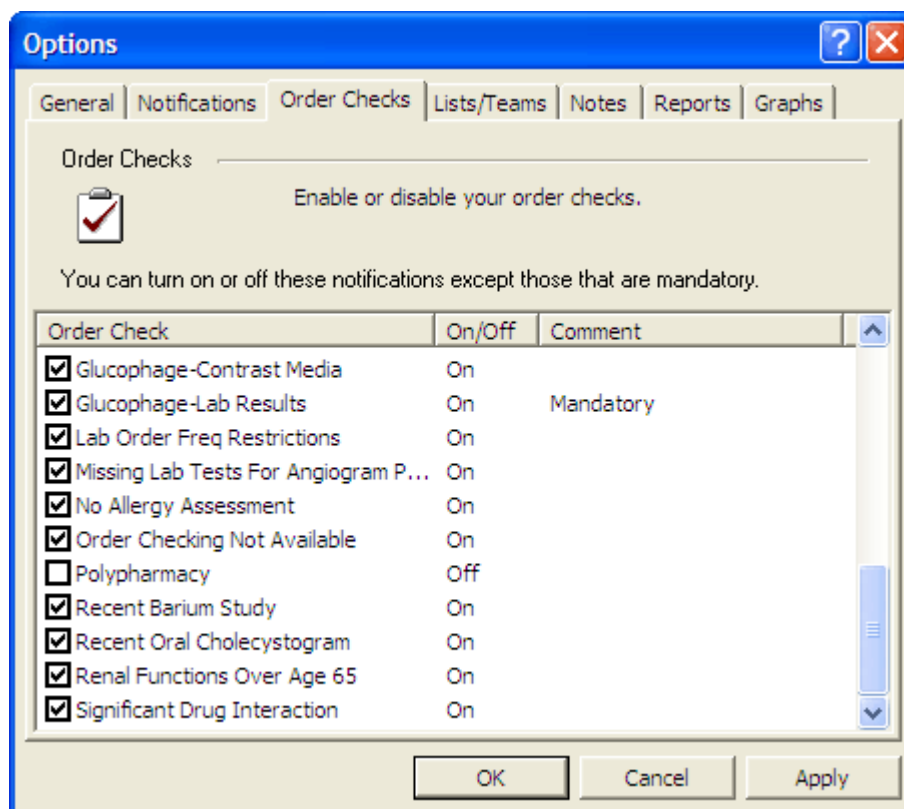 Options
General Notifications Order Checks Lists/Teams Notes Reports Graphs
Order Checks
Enable or disable your order checks.
You can turn on or off these notifications except those that are mandatory.
Order Check On/Off Comment
Glucophage-Contrast Media On
Glucophage-Lab Results On Mandatory
Lab Order Freq Restrictions On
Missing Lab Tests For Angiogram P... On
No Allergy Assessment On
Order Checking Not Available On
Polypharmacy Off
Recent Barium Study On
Recent Oral Cholecystogram On
Renal Functions Over Age 65 On
Significant Drug Interaction On
OK Cancel Apply